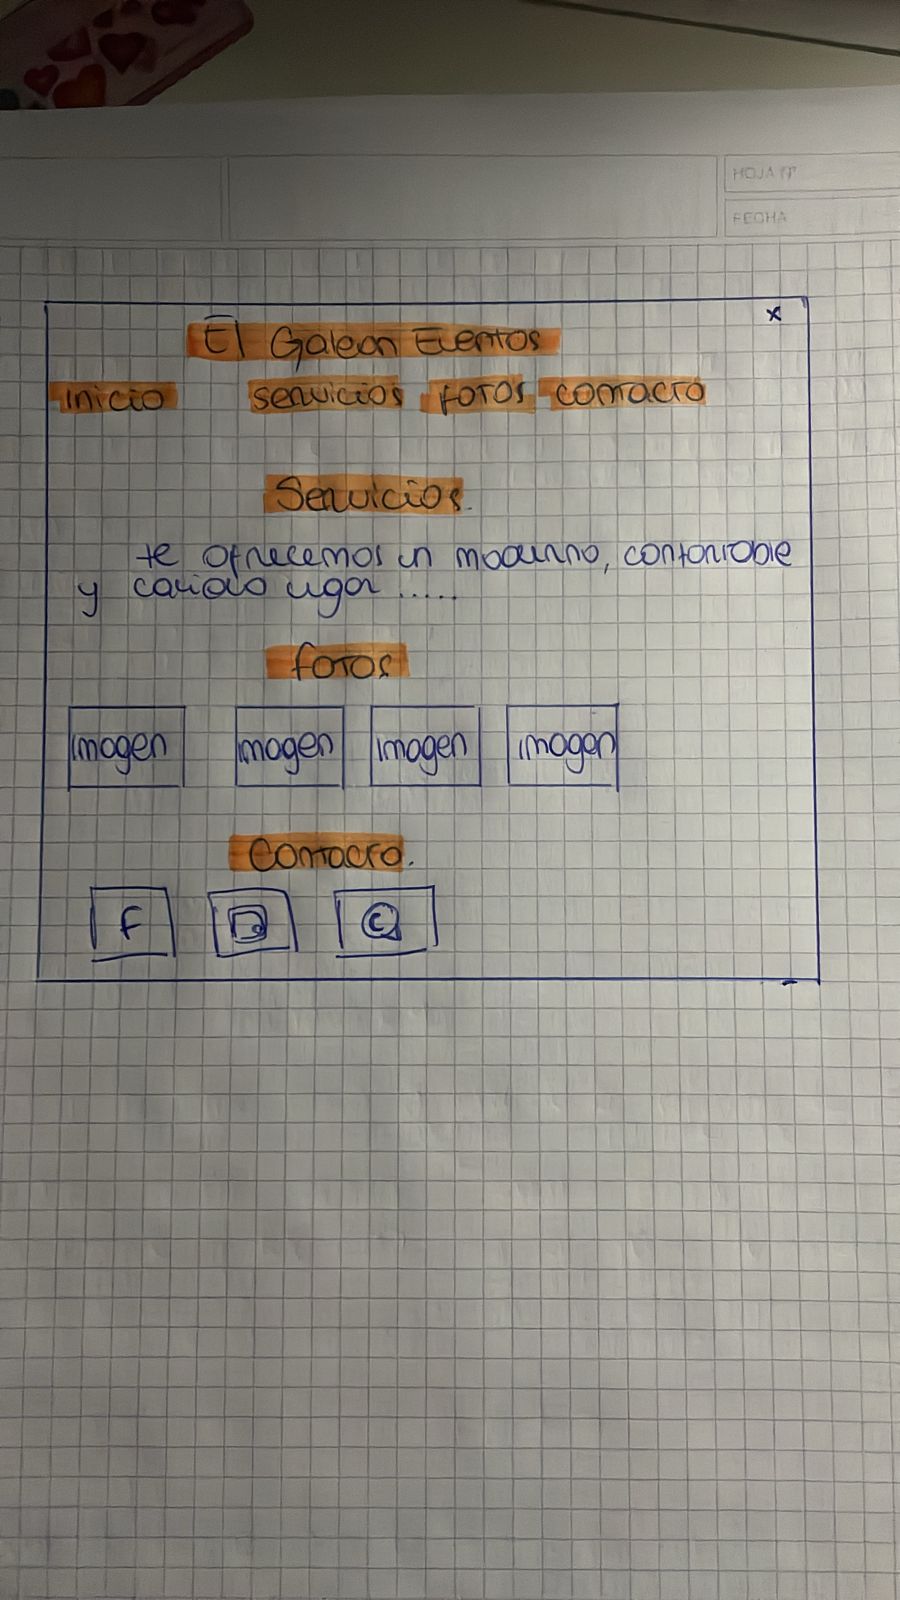 HOJA Nº
FECHA
x
El Galeon Eventos
inicio servicios fotos contacto
Servicios.
te ofrecemos un moderno, confortable
y calido lugar .....
fotos
imagen imagen imagen imagen
Contacto.
F